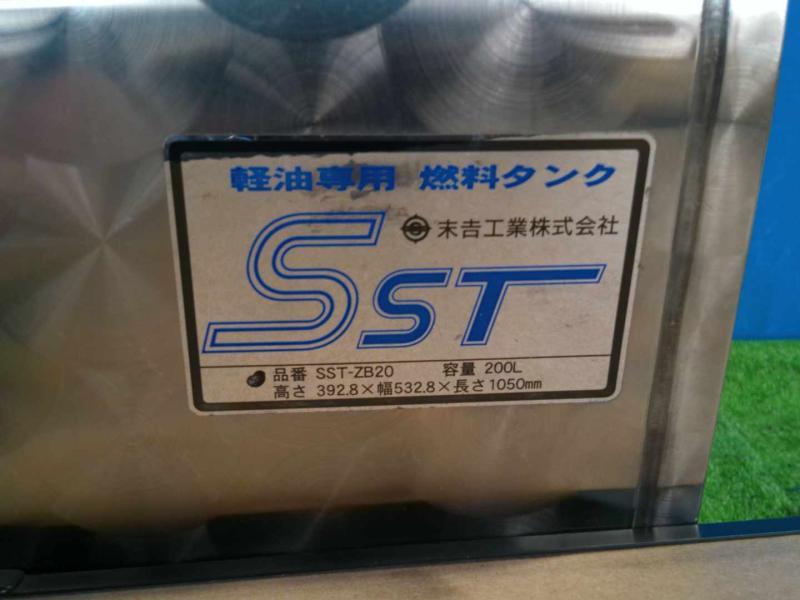 軽油専用 燃料タンク
末吉工業株式会社
SST
品番 SST-ZB20 容量 200L
高さ 392.8×幅532.8×長さ1050mm